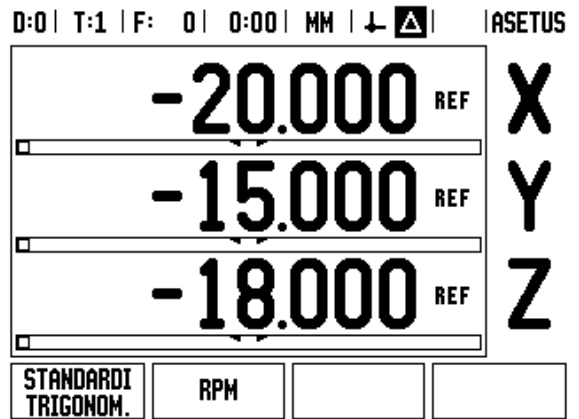 D:0| T:1 |F: 0| 0:00| MM | Δ| |ASETUS
-20.000 REF X
-15.000 REF Y
-18.000 REF Z
STANDARDI
TRIGONOM.
RPM